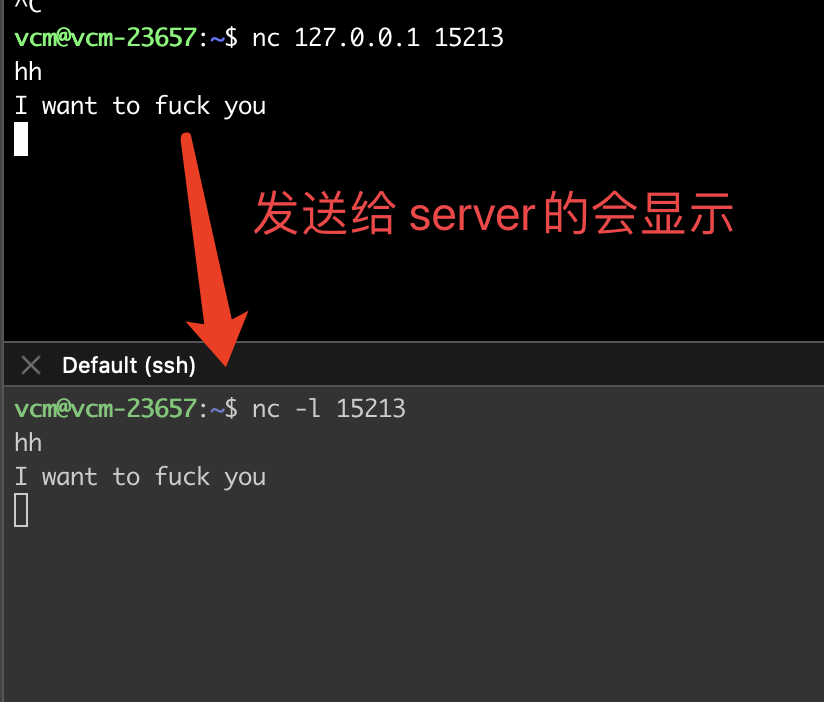 ^C
vcm@vcm-23657:~$ nc 127.0.0.1 15213
hh
I want to fuck you
发送给 server的会显示
Default (ssh)
vcm@vcm-23657:~$ nc -l 15213
hh
I want to fuck you